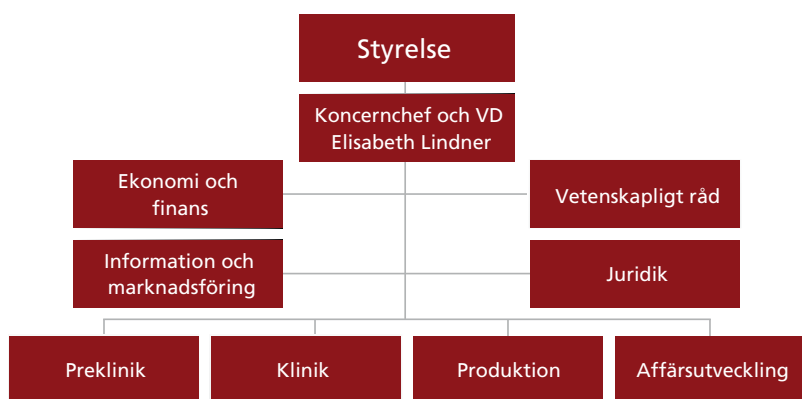 Styrelse
Koncernchef och VD
Elisabeth Lindner
Ekonomi och
finans
Vetenskapligt råd
Information och
marknadsföring
Juridik
Preklinik
Klinik
Produktion
Affärsutveckling